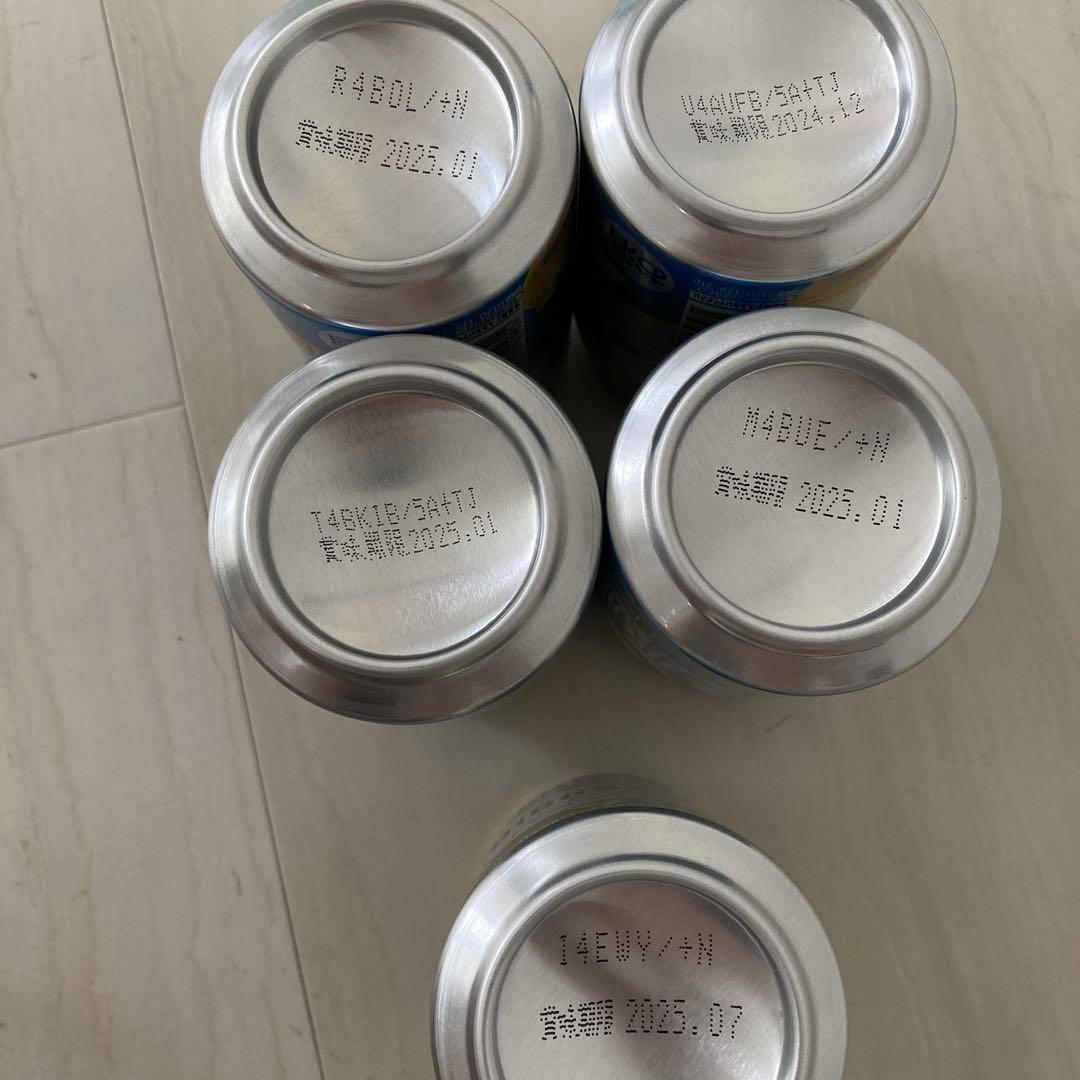 R4BOL/+N
賞味期限 2025.01
U4AUFB/5A+TJ
賞味期限2024.12
T4BK1B/5A+TJ
賞味期限2025.01
M4BUE/+N
賞味期限 2025.01
I4EWY/+N
賞味期限 2025.07